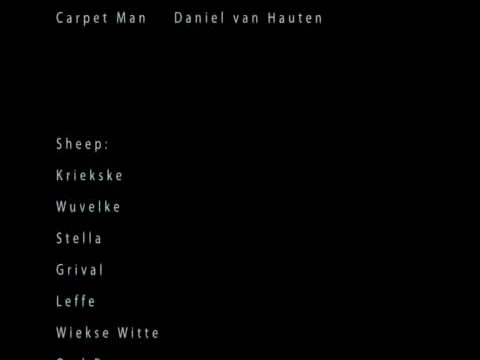 Carpet Man Daniel van Hauten
Sheep:
Kriekske
Wuvelke
Stella
Grival
Leffe
Wiekse Witte